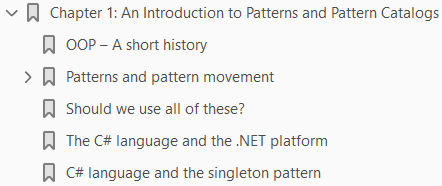 Chapter 1: An Introduction to Patterns and Pattern Catalogs
OOP – A short history
Patterns and pattern movement
Should we use all of these?
The C# language and the .NET platform
C# language and the singleton pattern